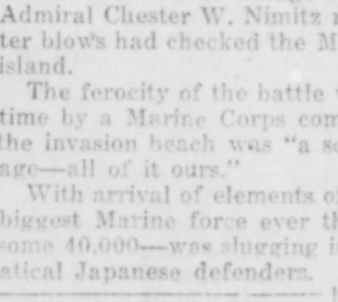 Admiral Chester W. Nimitz
ter blows had checked the M
island.
The ferocity of the battle
time by a Marine Corps com
the invasion beach was "a
age—all of it ours."
With arrival of elements
biggest Marine force ever
some 40,000—was slugging
atical Japanese defenders.